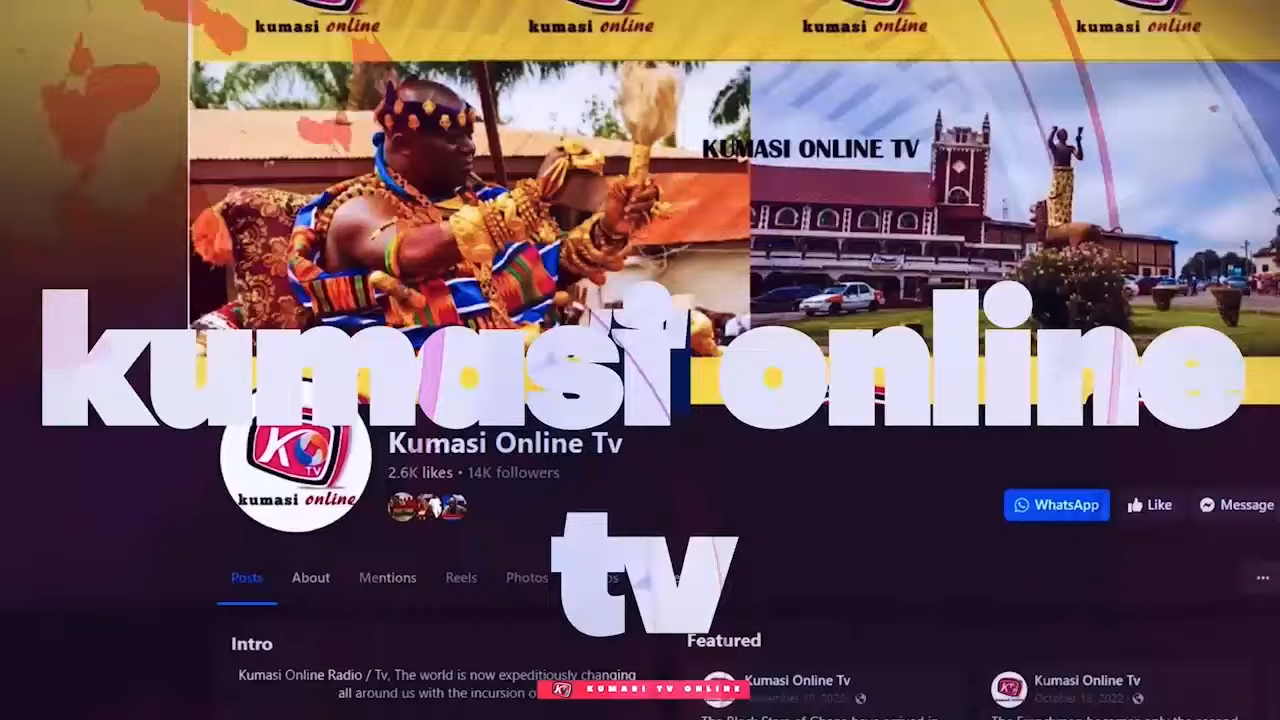 kumasi online
kumasi online
kumasi online
kumasi online
KUMASI ONLINE TV
kumasi online
tv
K
TV
kumasi online
Kumasi Online Tv
2.6K likes • 14K followers
WhatsApp
Like
Message
Posts
About
Mentions
Reels
Photos
Intro
Kumasi Online Radio / Tv, The world is now expeditiously changing
all around us with the incursion
Featured
Kumasi Online Tv
Kumasi Online Tv
October 18, 2022
KUMASI TV ONLINE